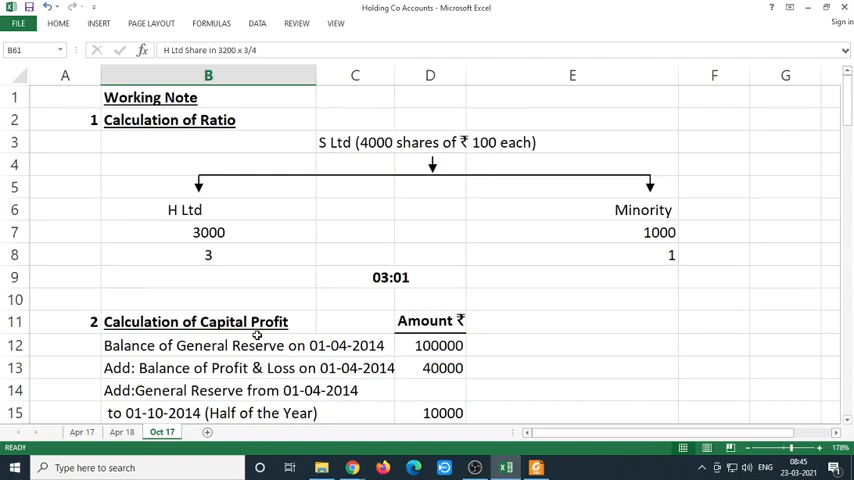 Holding Co Accounts - Microsoft Excel
FILE HOME INSERT PAGE LAYOUT FORMULAS DATA REVIEW VIEW Sign in
B61 fx H Ltd Share in 3200 x 3/4
A B C D E F G
1 Working Note
2 1 Calculation of Ratio
3 S Ltd (4000 shares of ₹ 100 each)
4
5
6 H Ltd Minority
7 3000 1000
8 3 1
9 03:01
10
11 2 Calculation of Capital Profit Amount ₹
12 Balance of General Reserve on 01-04-2014 100000
13 Add: Balance of Profit & Loss on 01-04-2014 40000
14 Add:General Reserve from 01-04-2014
15 to 01-10-2014 (Half of the Year) 10000
Apr 17 Apr 18 Oct 17
READY 178%
Type here to search ENG 08:45
23-03-2021